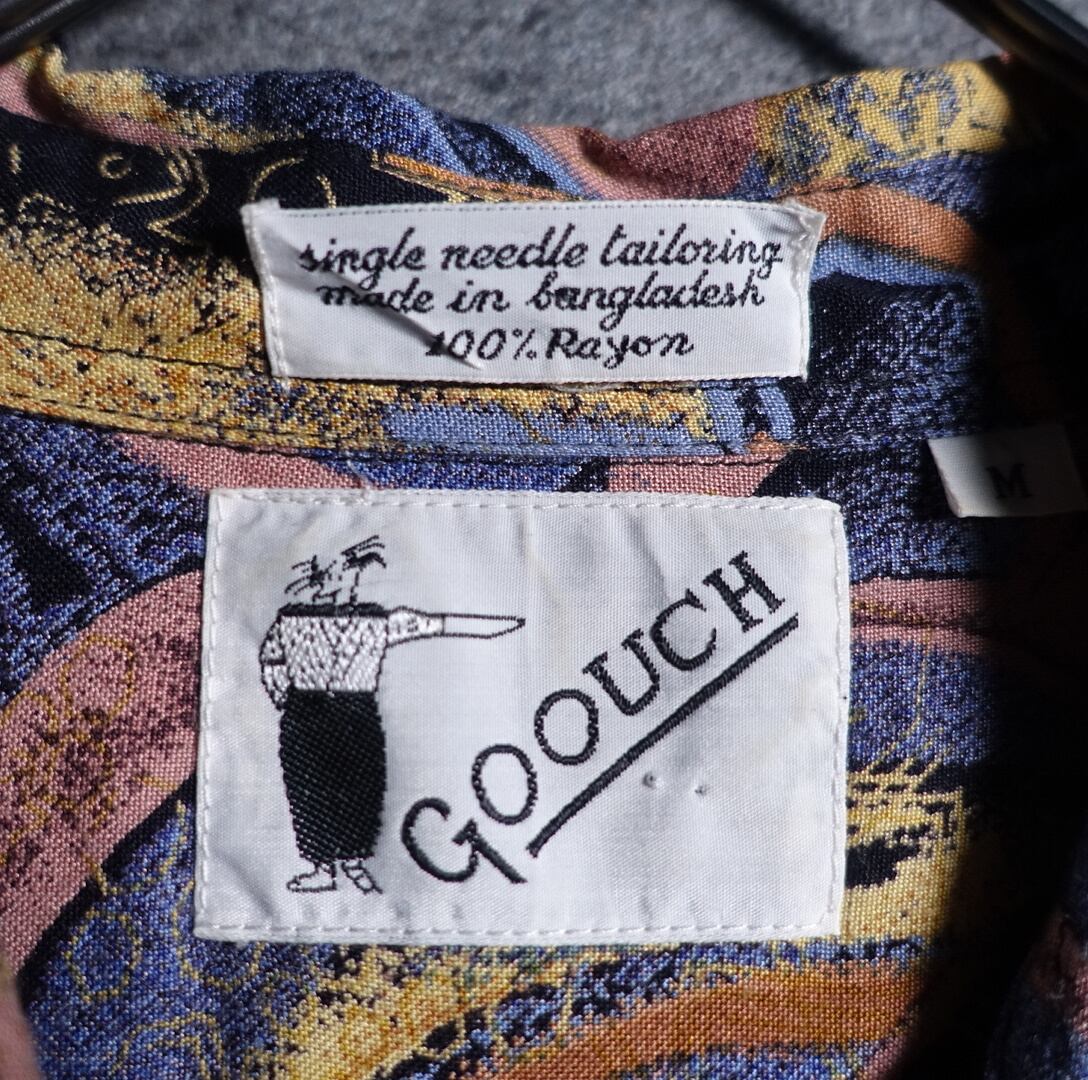 single needle tailoring
made in bangladesh
100% Rayon
M
GOOUCH